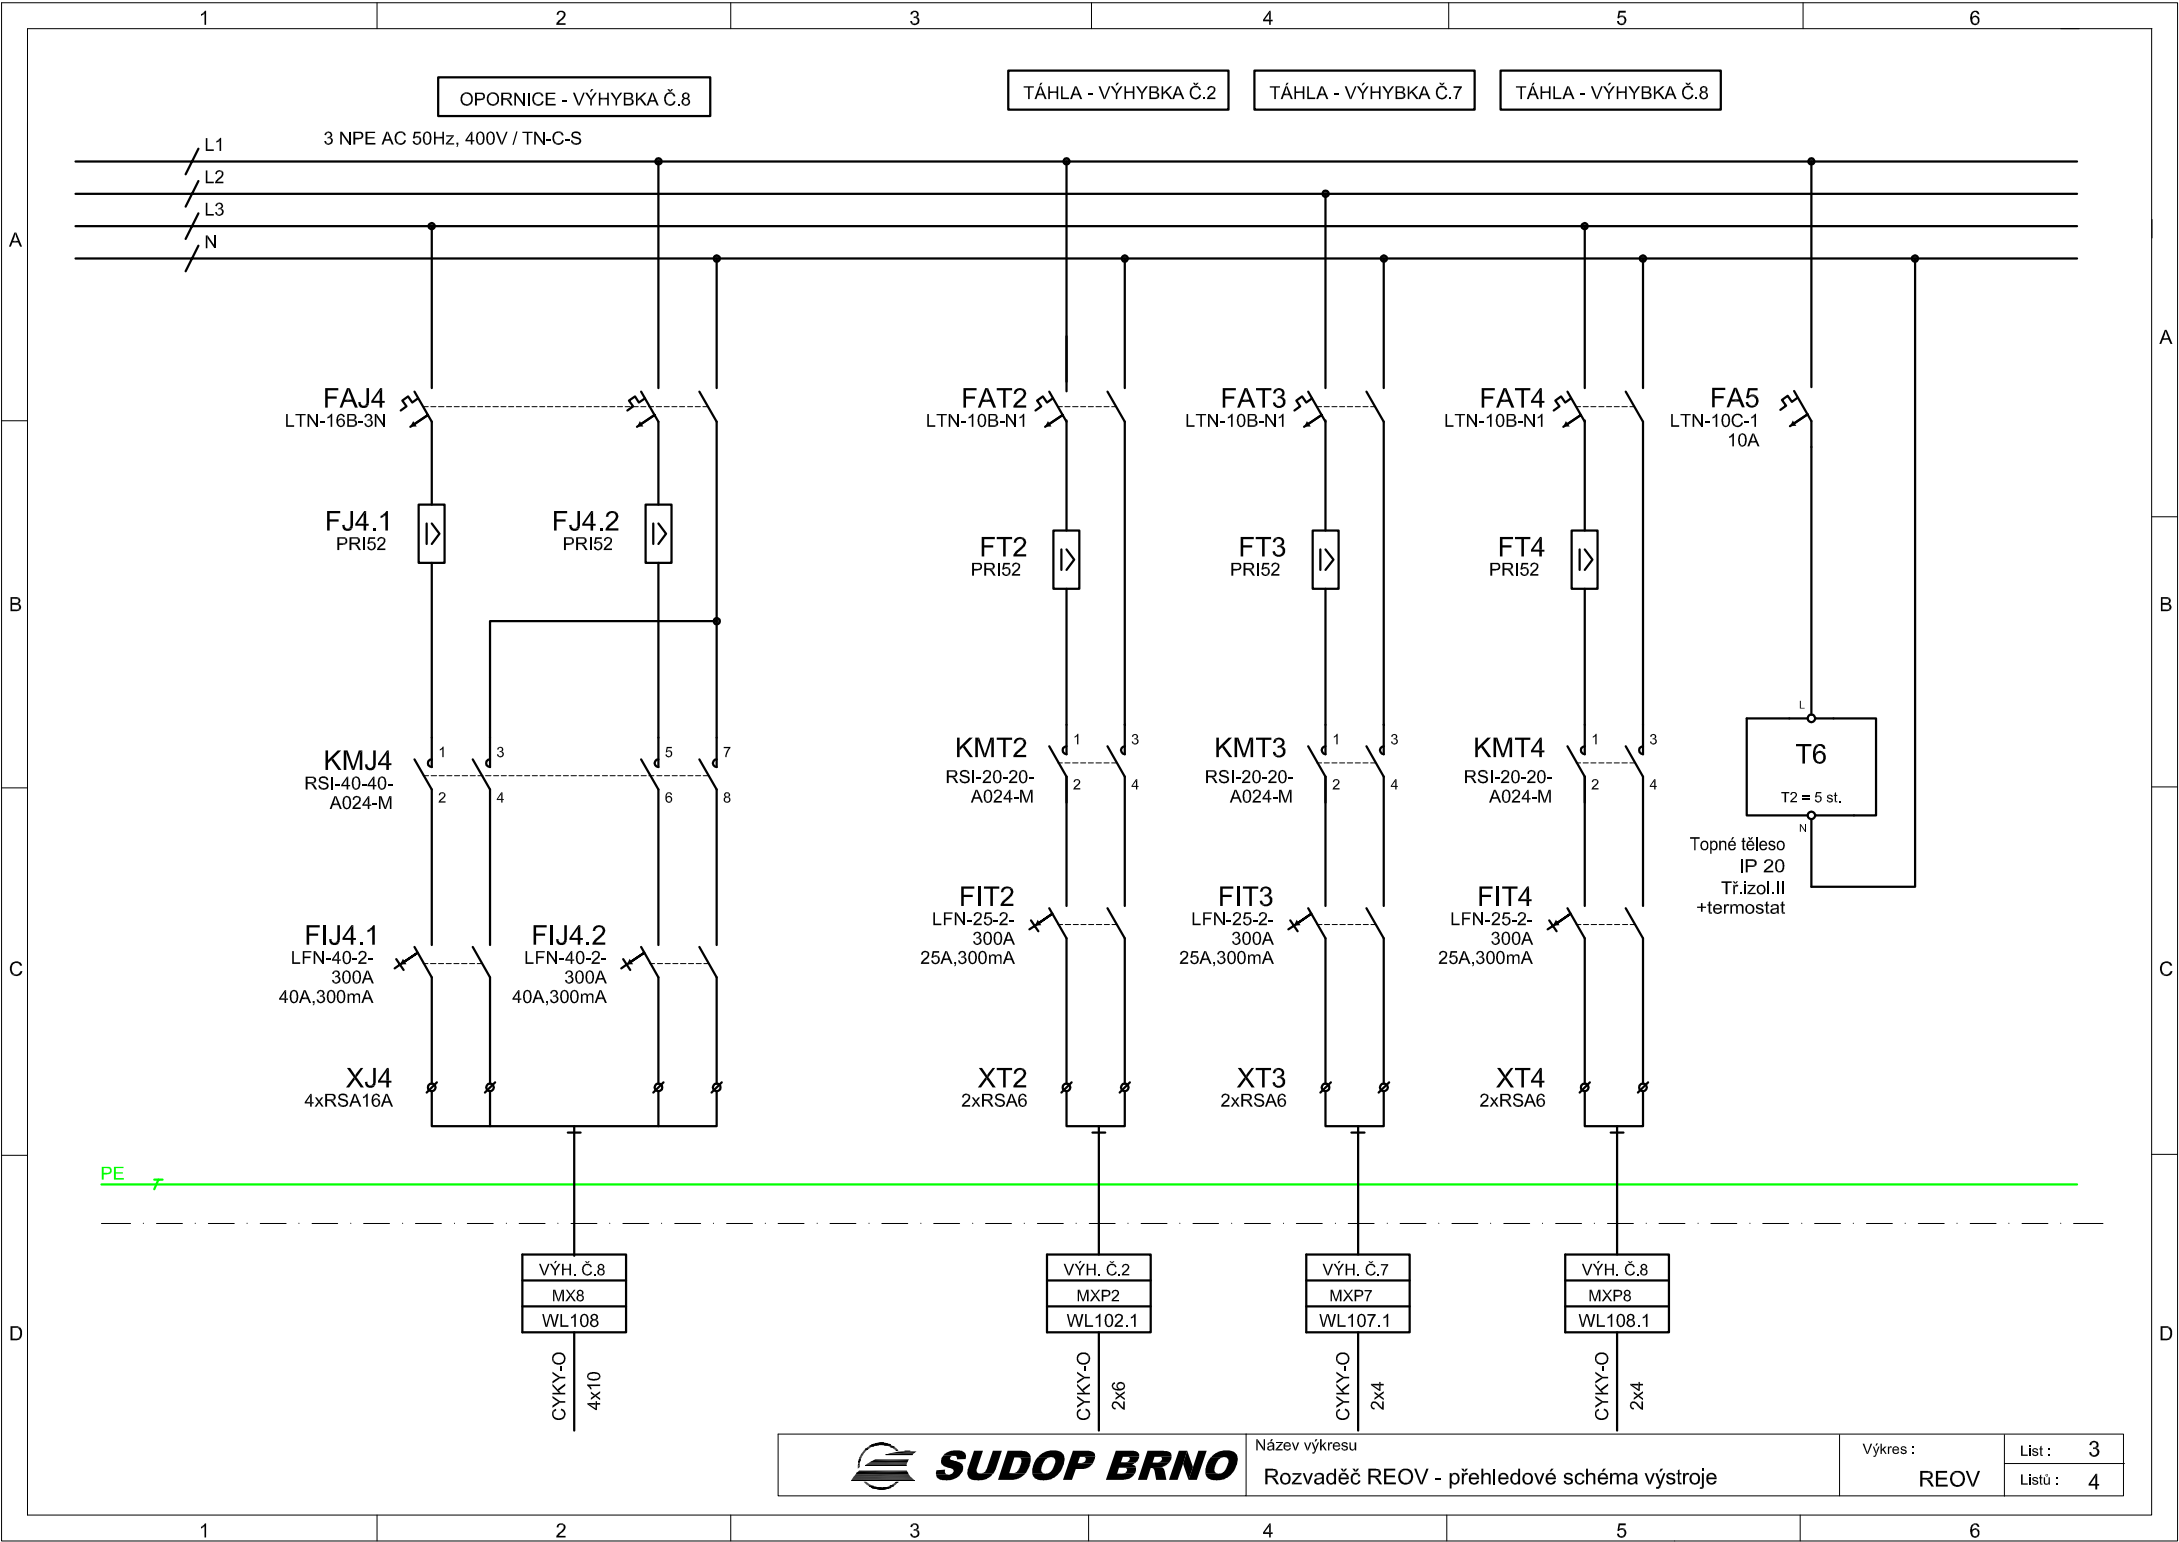 1 2 3 4 5 6
OPORNICE - VÝHYBKA Č.8
TÁHLA - VÝHYBKA Č.2
TÁHLA - VÝHYBKA Č.7
TÁHLA - VÝHYBKA Č.8
3 NPE AC 50Hz, 400V / TN-C-S
L1
L2
L3
N
A
A
FAJ4
LTN-16B-3N
FAT2
LTN-10B-N1
FAT3
LTN-10B-N1
FAT4
LTN-10B-N1
FA5
LTN-10C-1
10A
FJ4.1
PRI52
FJ4.2
PRI52
FT2
PRI52
FT3
PRI52
FT4
PRI52
B
B
KMJ4
RSI-40-40-
A024-M
1 3 5 7
2 4 6 8
KMT2
RSI-20-20-
A024-M
1 3
2 4
KMT3
RSI-20-20-
A024-M
1 3
2 4
KMT4
RSI-20-20-
A024-M
1 3
2 4
L
T6
T2 = 5 st.
N
Topné těleso
IP 20
Tř.izol.II
+termostat
FIJ4.1
LFN-40-2-
300A
40A,300mA
FIJ4.2
LFN-40-2-
300A
40A,300mA
FIT2
LFN-25-2-
300A
25A,300mA
FIT3
LFN-25-2-
300A
25A,300mA
FIT4
LFN-25-2-
300A
25A,300mA
C
C
XJ4
4xRSA16A
XT2
2xRSA6
XT3
2xRSA6
XT4
2xRSA6
PE
VÝH. Č.8
MX8
WL108
CYKY-O
4x10
VÝH. Č.2
MXP2
WL102.1
CYKY-O
2x6
VÝH. Č.7
MXP7
WL107.1
CYKY-O
2x4
VÝH. Č.8
MXP8
WL108.1
CYKY-O
2x4
D
D
SUDOP BRNO
Název výkresu
Rozvaděč REOV - přehledové schéma výstroje
Výkres :
REOV
List : 3
Listů : 4
1 2 3 4 5 6